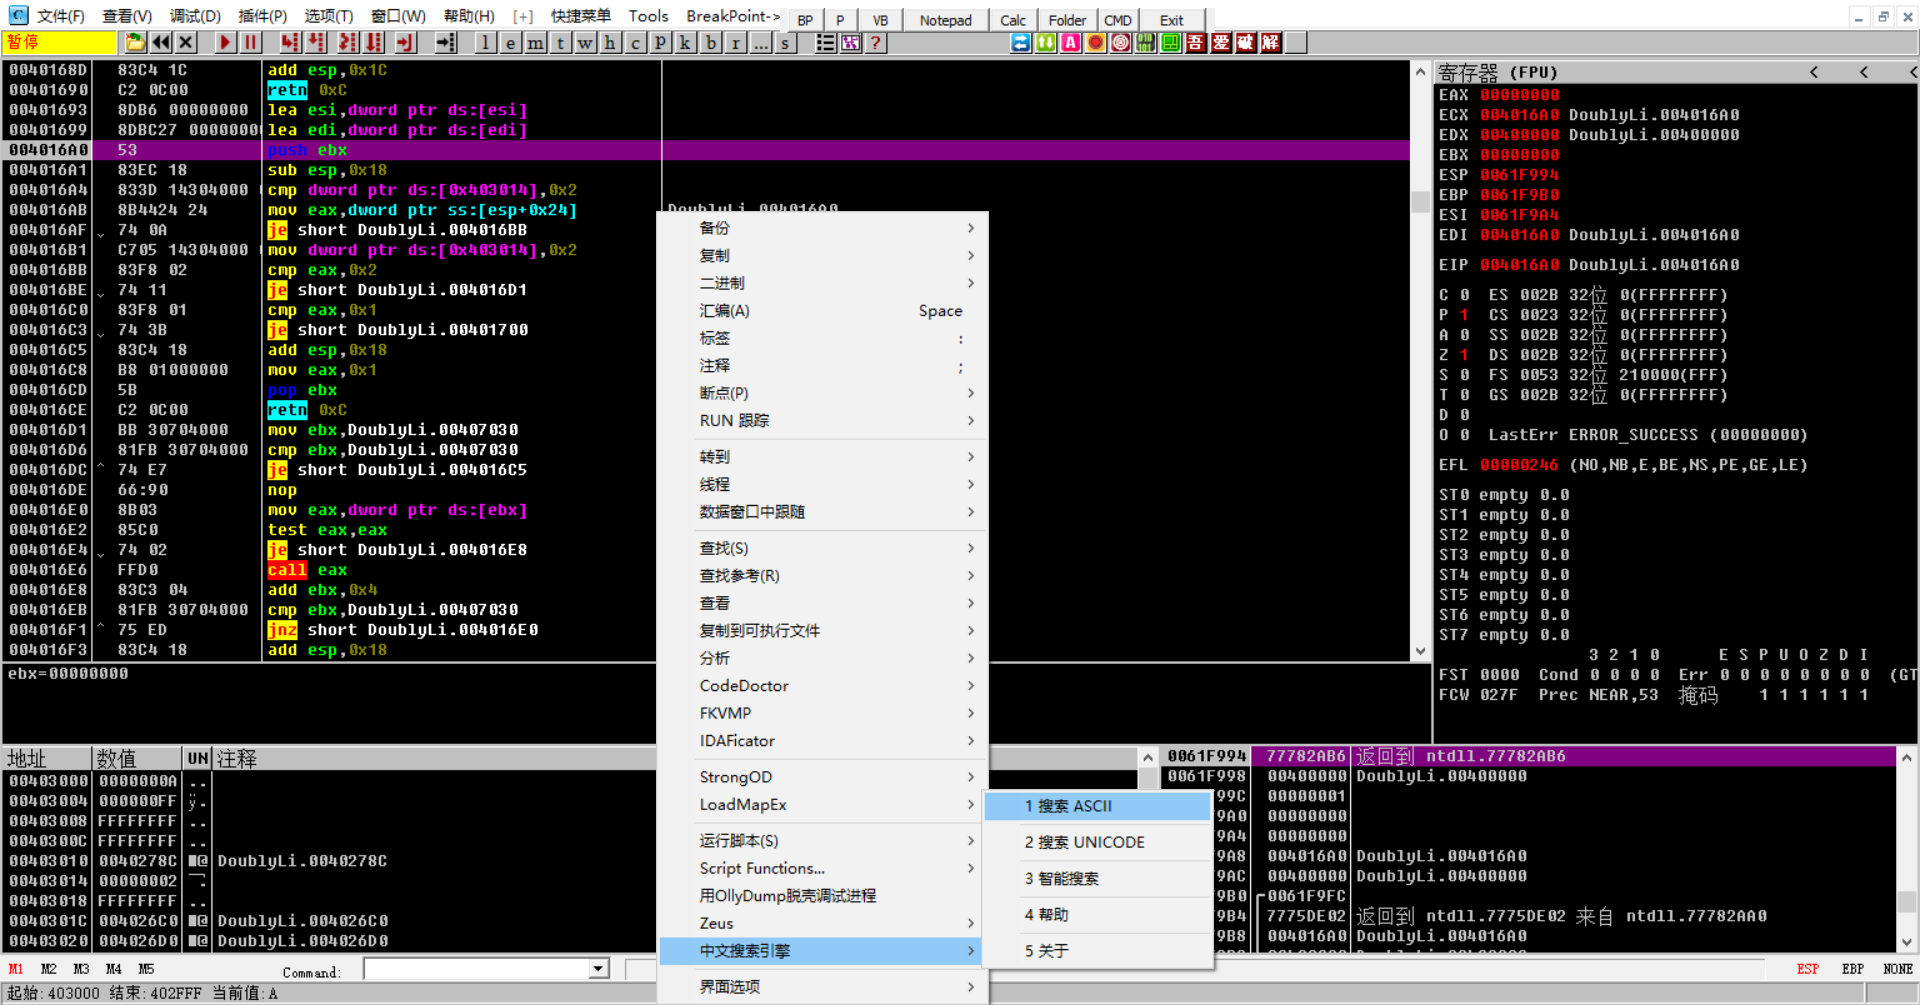 文件(F) 查看(V) 调试(D) 插件(P) 选项(T) 窗口(W) 帮助(H) [+] 快捷菜单 Tools BreakPoint-> BP P VB Notepad Calc Folder CMD Exit
暂停 l e m t w h c p k b r ... s ? A 吾 爱 破 解
0040168D 83C4 1C add esp,0x1C
00401690 C2 0C00 retn 0xC
00401693 8DB6 00000000 lea esi,dword ptr ds:[esi]
00401699 8DBC27 0000000 lea edi,dword ptr ds:[edi]
004016A0 53 push ebx
004016A1 83EC 18 sub esp,0x18
004016A4 833D 14304000 cmp dword ptr ds:[0x403014],0x2
004016AB 8B4424 24 mov eax,dword ptr ss:[esp+0x24] DoublyLi.004016A0
004016AF 74 0A je short DoublyLi.004016BB
004016B1 C705 14304000 mov dword ptr ds:[0x403014],0x2
004016BB 83F8 02 cmp eax,0x2
004016BE 74 11 je short DoublyLi.004016D1
004016C0 83F8 01 cmp eax,0x1
004016C3 74 3B je short DoublyLi.00401700
004016C5 83C4 18 add esp,0x18
004016C8 B8 01000000 mov eax,0x1
004016CD 5B pop ebx
004016CE C2 0C00 retn 0xC
004016D1 BB 30704000 mov ebx,DoublyLi.00407030
004016D6 81FB 30704000 cmp ebx,DoublyLi.00407030
004016DC ^ 74 E7 je short DoublyLi.004016C5
004016DE 66:90 nop
004016E0 8B03 mov eax,dword ptr ds:[ebx]
004016E2 85C0 test eax,eax
004016E4 74 02 je short DoublyLi.004016E8
004016E6 FFD0 call eax
004016E8 83C3 04 add ebx,0x4
004016EB 81FB 30704000 cmp ebx,DoublyLi.00407030
004016F1 ^ 75 ED jnz short DoublyLi.004016E0
004016F3 83C4 18 add esp,0x18
ebx=00000000
寄存器 (FPU) < < <
EAX 00000000
ECX 004016A0 DoublyLi.004016A0
EDX 00400000 DoublyLi.00400000
EBX 00000000
ESP 0061F994
EBP 0061F9B0
ESI 0061F9A4
EDI 004016A0 DoublyLi.004016A0
EIP 004016A0 DoublyLi.004016A0
C 0 ES 002B 32位 0(FFFFFFFF)
P 1 CS 0023 32位 0(FFFFFFFF)
A 0 SS 002B 32位 0(FFFFFFFF)
Z 1 DS 002B 32位 0(FFFFFFFF)
S 0 FS 0053 32位 210000(FFF)
T 0 GS 002B 32位 0(FFFFFFFF)
D 0
O 0 LastErr ERROR_SUCCESS (00000000)
EFL 00000246 (NO,NB,E,BE,NS,PE,GE,LE)
ST0 empty 0.0
ST1 empty 0.0
ST2 empty 0.0
ST3 empty 0.0
ST4 empty 0.0
ST5 empty 0.0
ST6 empty 0.0
ST7 empty 0.0
3 2 1 0 E S P U O Z D I
FST 0000 Cond 0 0 0 0 Err 0 0 0 0 0 0 0 0 (GT
FCW 027F Prec NEAR,53 掩码 1 1 1 1 1 1
备份
复制
二进制
汇编(A) Space
标签 :
注释 ;
断点(P)
RUN 跟踪
转到
线程
数据窗口中跟随
查找(S)
查找参考(R)
查看
复制到可执行文件
分析
CodeDoctor
FKVMP
IDAFicator
StrongOD
LoadMapEx
运行脚本(S)
Script Functions...
用OllyDump脱壳调试进程
Zeus
中文搜索引擎
界面选项
1 搜索 ASCII
2 搜索 UNICODE
3 智能搜索
4 帮助
5 关于
地址 数值 UN 注释
00403000 0000000A ..
00403004 000000FF ÿ.
00403008 FFFFFFFF ..
0040300C FFFFFFFF ..
00403010 0040278C @ DoublyLi.0040278C
00403014 00000002
00403018 FFFFFFFF ..
0040301C 004026C0 @ DoublyLi.004026C0
00403020 004026D0 @ DoublyLi.004026D0
0061F994 77782AB6 返回到 ntdll.77782AB6
0061F998 00400000 DoublyLi.00400000
99C 00000001
9A0 00000000
9A4 00000000
9A8 004016A0 DoublyLi.004016A0
9AC 00400000 DoublyLi.00400000
9B0 0061F9FC
9B4 7775DE02 返回到 ntdll.7775DE02 来自 ntdll.77782AA0
9B8 004016A0 DoublyLi.004016A0
M1 M2 M3 M4 M5 Command: ESP EBP NONE
起始:403000 结束:402FFF 当前值:A